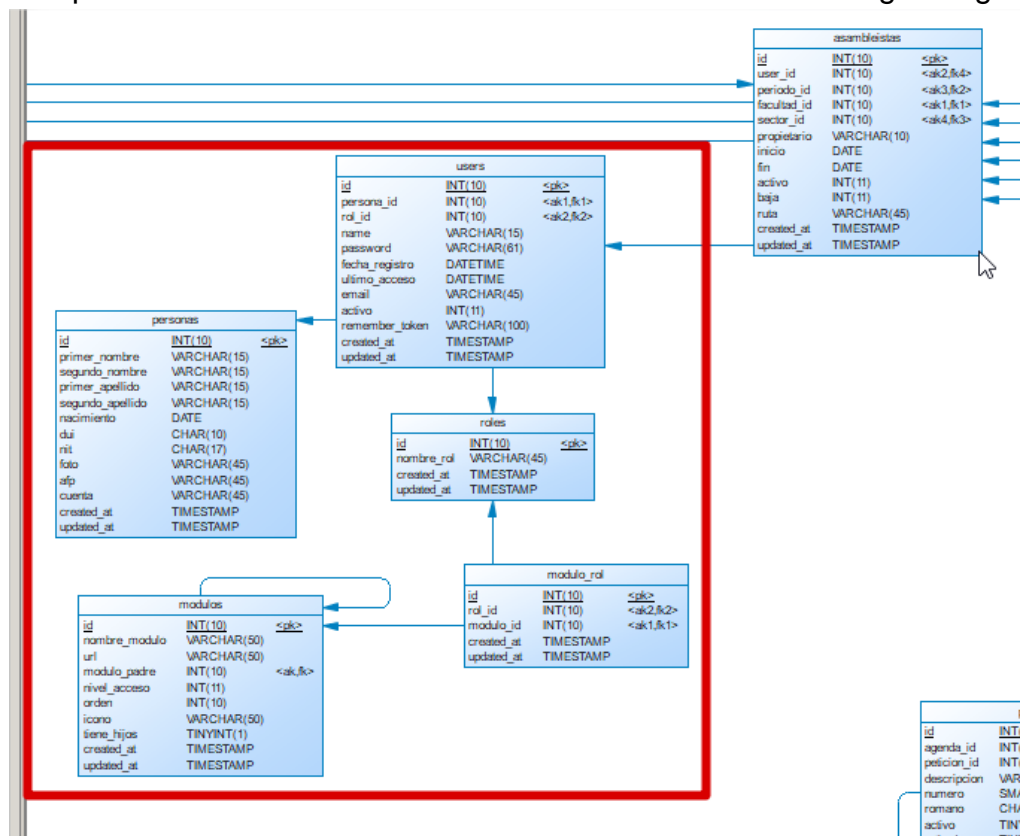 asambleistas
id INT(10) <pk>
user_id INT(10) <ak2,fk4>
periodo_id INT(10) <ak3,fk2>
facultad_id INT(10) <ak1,fk1>
sector_id INT(10) <ak4,fk3>
propietario VARCHAR(10)
inicio DATE
fin DATE
activo INT(11)
baja INT(11)
ruta VARCHAR(45)
created_at TIMESTAMP
updated_at TIMESTAMP
users
id INT(10) <pk>
persona_id INT(10) <ak1,fk1>
rol_id INT(10) <ak2,fk2>
name VARCHAR(15)
password VARCHAR(61)
fecha_registro DATETIME
ultimo_acceso DATETIME
email VARCHAR(45)
activo INT(11)
remember_token VARCHAR(100)
created_at TIMESTAMP
updated_at TIMESTAMP
personas
id INT(10) <pk>
primer_nombre VARCHAR(15)
segundo_nombre VARCHAR(15)
primer_apellido VARCHAR(15)
segundo_apellido VARCHAR(15)
nacimiento DATE
dui CHAR(10)
nit CHAR(17)
foto VARCHAR(45)
afp VARCHAR(45)
cuenta VARCHAR(45)
created_at TIMESTAMP
updated_at TIMESTAMP
roles
id INT(10) <pk>
nombre_rol VARCHAR(45)
created_at TIMESTAMP
updated_at TIMESTAMP
modulo_rol
id INT(10) <pk>
rol_id INT(10) <ak2,fk2>
modulo_id INT(10) <ak1,fk1>
created_at TIMESTAMP
updated_at TIMESTAMP
modulos
id INT(10) <pk>
nombre_modulo VARCHAR(50)
url VARCHAR(50)
modulo_padre INT(10) <ak,fk>
nivel_acceso INT(11)
orden INT(10)
icono VARCHAR(50)
tiene_hijos TINYINT(1)
created_at TIMESTAMP
updated_at TIMESTAMP
id
agenda_id
peticion_id
descripcion
numero
romano
activo